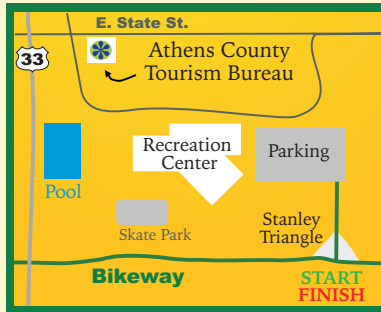 E. State St.
33
Athens County
Tourism Bureau
Recreation
Center
Parking
Pool
Skate Park
Stanley
Triangle
Bikeway
START
FINISH